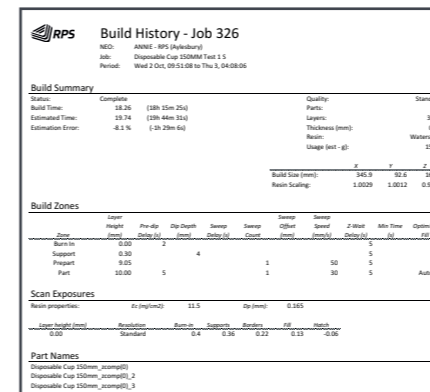 RPS
Build History - Job 326
NEO: ANNIE - RPS (Aylesbury)
Job: Disposable Cup 150MM Test 1 5
Period: Wed 2 Oct, 09:51:08 to Thu 3, 04:08:06
Build Summary
Status: Complete Quality:
Build Time: 18.26 (18h 15m 25s) Parts:
Estimated Time: 19.74 (19h 44m 31s) Layers:
Estimation Error: -8.1 % (-1h 29m 6s) Thickness (mm):
Resin:
Usage (est - g):
X Y Z
Build Size (mm): 345.9 92.6
Resin Scaling: 1.0029 1.0012
Build Zones
Layer Sweep Sweep
Height Pre-dip Dip Depth Sweep Sweep Offset Speed Z-Wait Min Time
Zone (mm) Delay (s) (mm) Delay (s) Count (mm) (mm/s) Delay (s) (s) Fill
Burn In 0.00 2 5
Support 0.30 4 5
Prepart 9.05 1 50 5
Part 10.00 5 1 30 5
Scan Exposures
Resin properties: Ec (mJ/cm2): 11.5 Dp (mm): 0.165
Layer height (mm) Resolution Burn-in Supports Borders Fill Hatch
0.00 Standard 0.4 0.36 0.22 0.13 -0.06
Part Names
Disposable Cup 150mm_zcomp(0)
Disposable Cup 150mm_zcomp(0)_2
Disposable Cup 150mm_zcomp(0)_3